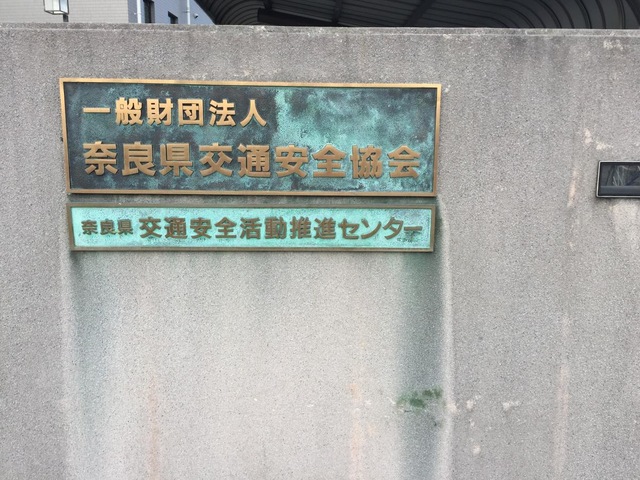 一般財団法人
奈良県交通安全協会
奈良県 交通安全活動推進センター